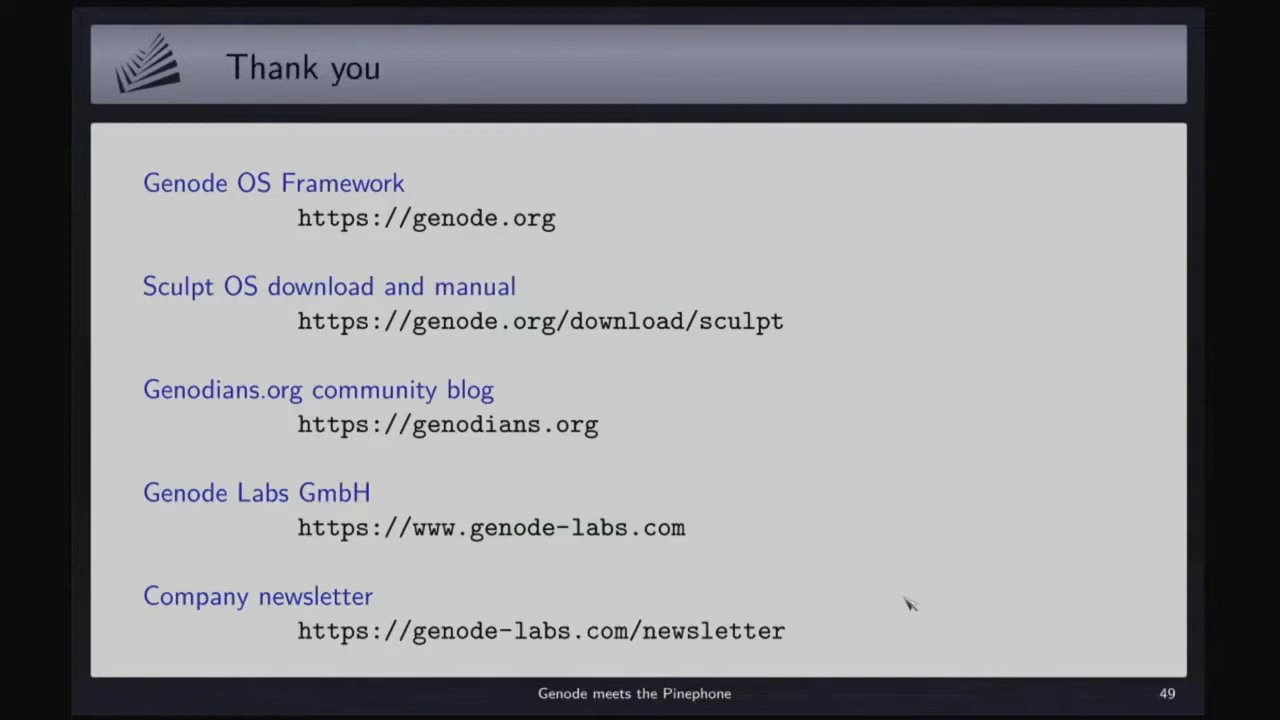 Thank you
Genode OS Framework
https://genode.org
Sculpt OS download and manual
https://genode.org/download/sculpt
Genodians.org community blog
https://genodians.org
Genode Labs GmbH
https://www.genode-labs.com
Company newsletter
https://genode-labs.com/newsletter
Genode meets the Pinephone
49